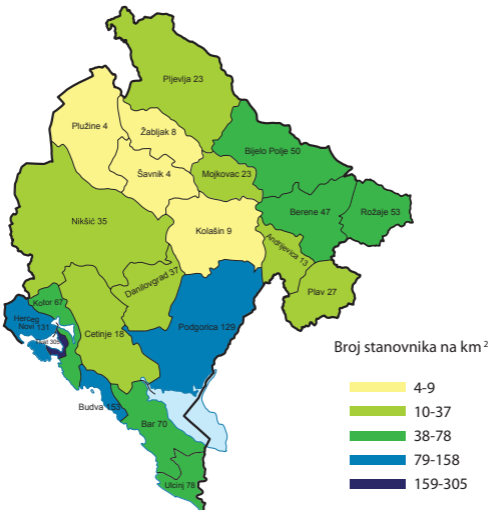 Pljevlja 23
Plužine 4
Žabljak 8
Bijelo Polje 50
Šavnik 4
Mojkovac 23
Berene 47
Rožaje 53
Nikšić 35
Kolašin 9
Andrijevica 13
Danilovgrad 37
Plav 27
Kotor 67
Herceg
Novi 131
305
Cetinje 18
Podgorica 129
Budva 153
Bar 70
Ulcinj 78
Broj stanovnika na km²
4-9
10-37
38-78
79-158
159-305